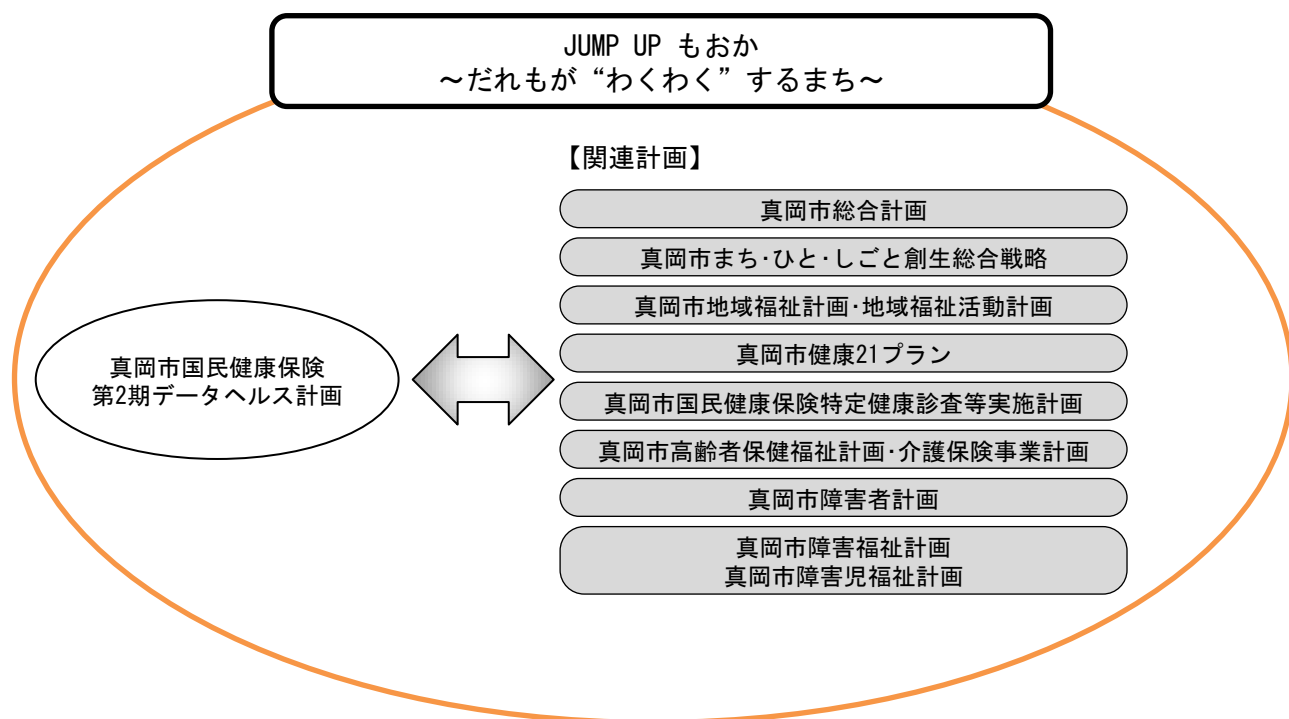 JUMP UP もおか
～だれもが“わくわく”するまち～
【関連計画】
真岡市総合計画
真岡市まち･ひと･しごと創生総合戦略
真岡市地域福祉計画･地域福祉活動計画
真岡市国民健康保険
第2期データヘルス計画
真岡市健康21プラン
真岡市国民健康保険特定健康診査等実施計画
真岡市高齢者保健福祉計画･介護保険事業計画
真岡市障害者計画
真岡市障害福祉計画
真岡市障害児福祉計画